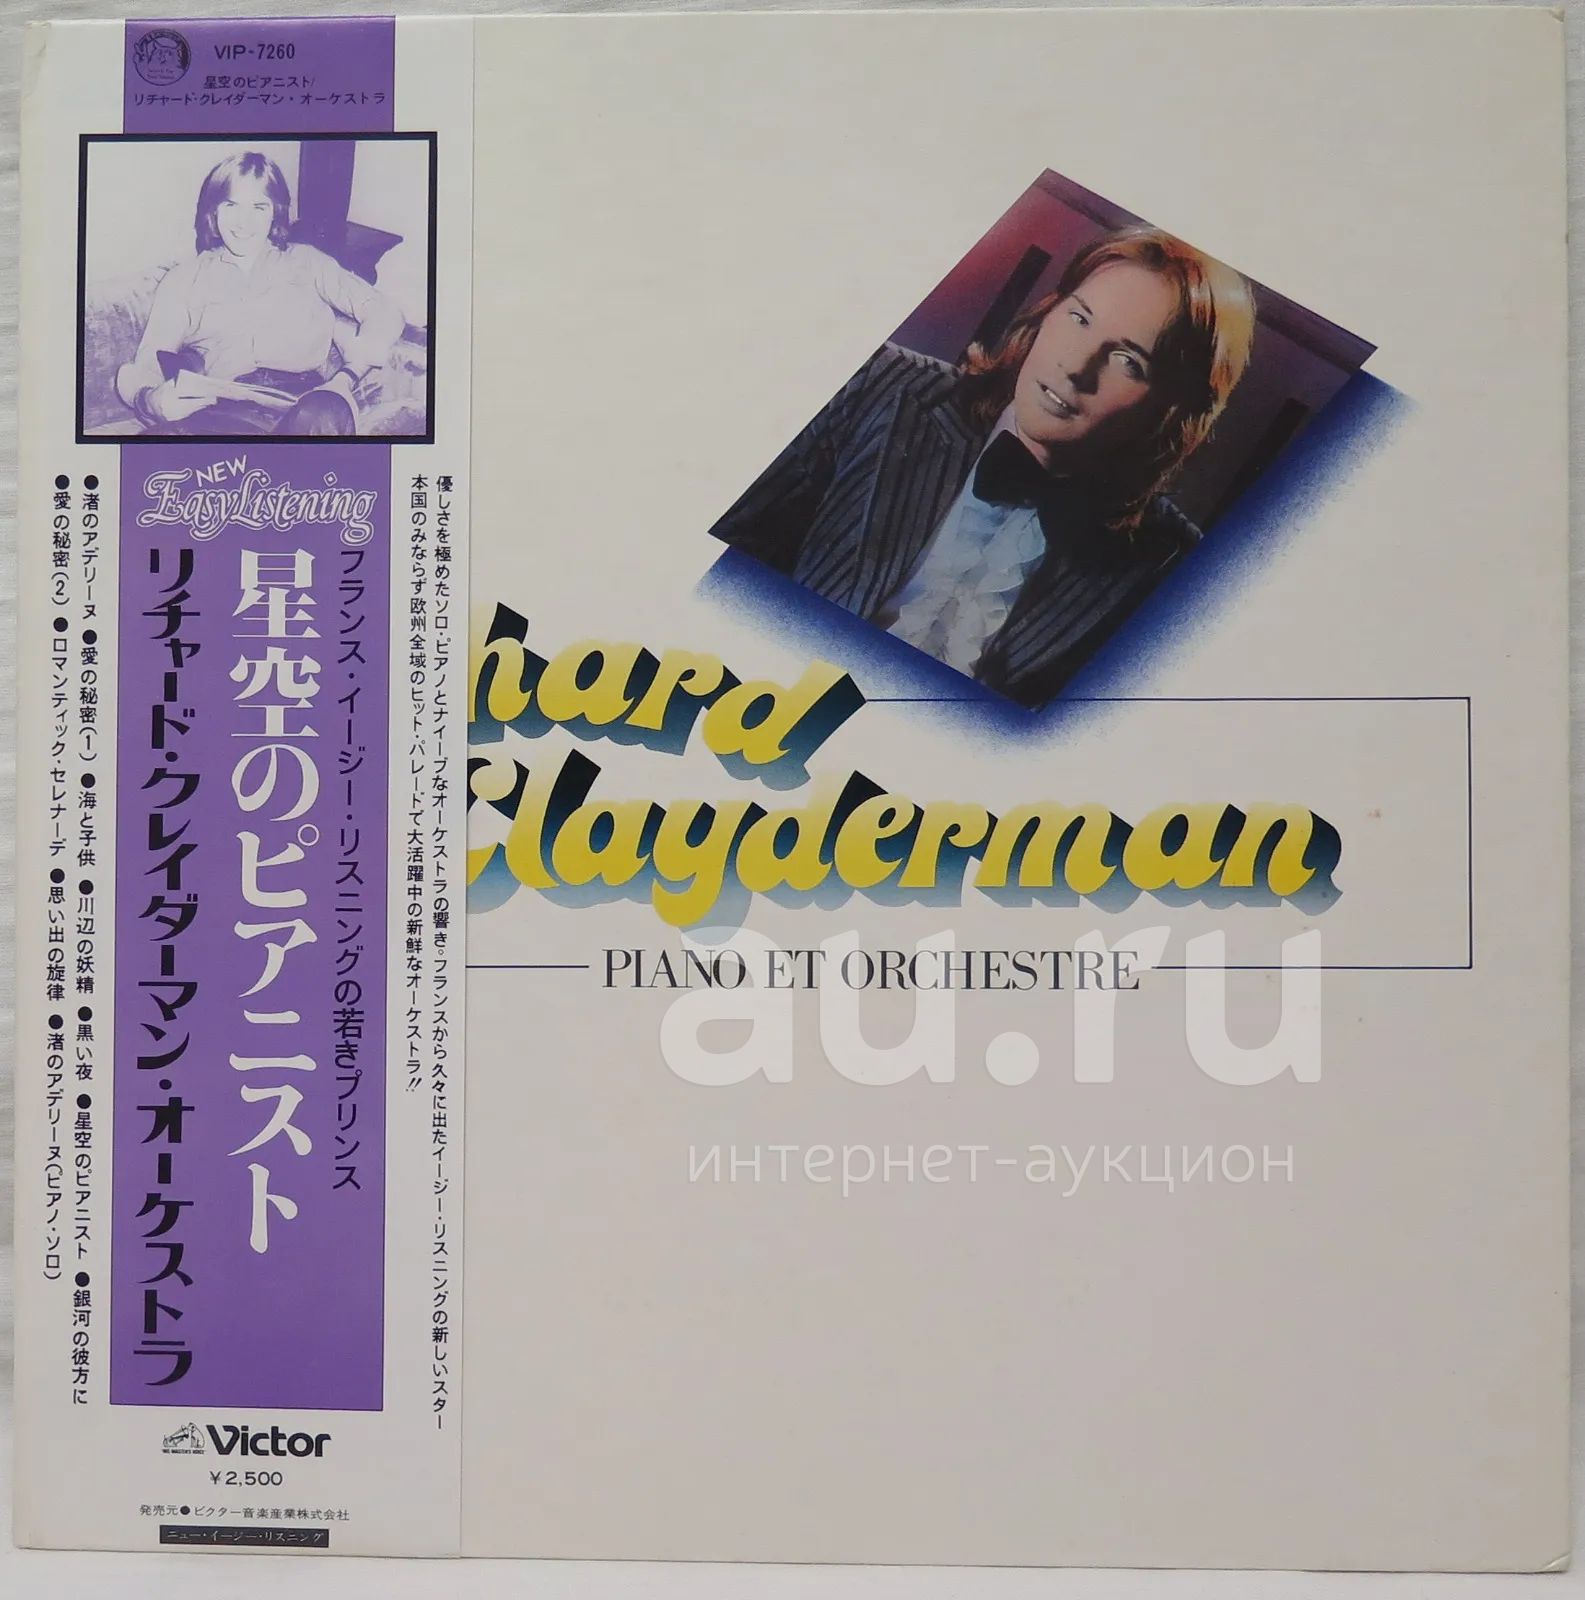 VIP-7260
星空のピアニスト/
リチャード・クレイダーマン・オーケストラ
NEW
Easy Listening
優しさを極めたソロ・ピアノとナイーブなオーケストラの響き。フランスから久々に出たイージー・リスニングの新しいスター
本国のみならず欧州全域のヒット・パレードで大活躍中の新鮮なオーケストラ!!
フランス・イージー・リスニングの若きプリンス
星空のピアニスト
リチャード・クレイダーマン・オーケストラ
●渚のアデリーヌ ●愛の秘密(1) ●海と子供 ●川辺の妖精 ●黒い夜 ●星空のピアニスト ●銀河の彼方に
●愛の秘密(2) ●ロマンティック・セレナーデ ●思い出の旋律 ●渚のアデリーヌ(ピアノ・ソロ)
"HIS MASTER'S VOICE"
Victor
¥2,500
発売元●ビクター音楽産業株式会社
ニュー・イージー・リスニング
hard
Clayderman
PIANO ET ORCHESTRE
au.ru
интернет-аукцион